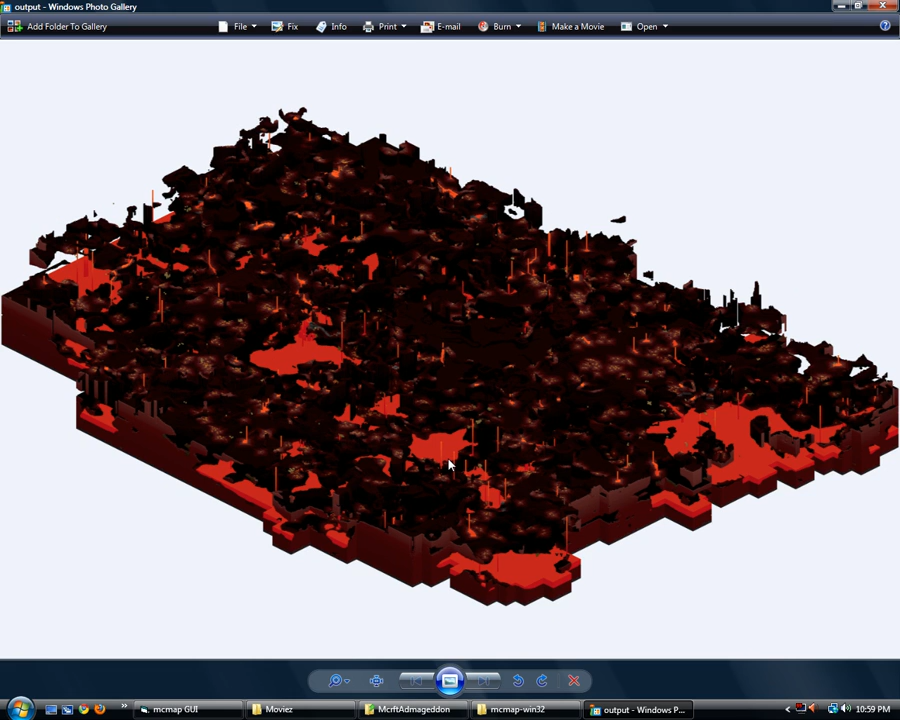 output - Windows Photo Gallery
Add Folder To Gallery File Fix Info Print E-mail Burn Make a Movie Open ?
mcmap GUI Moviez McrftAdmageddon mcmap-win32 output - Windows P... 10:59 PM